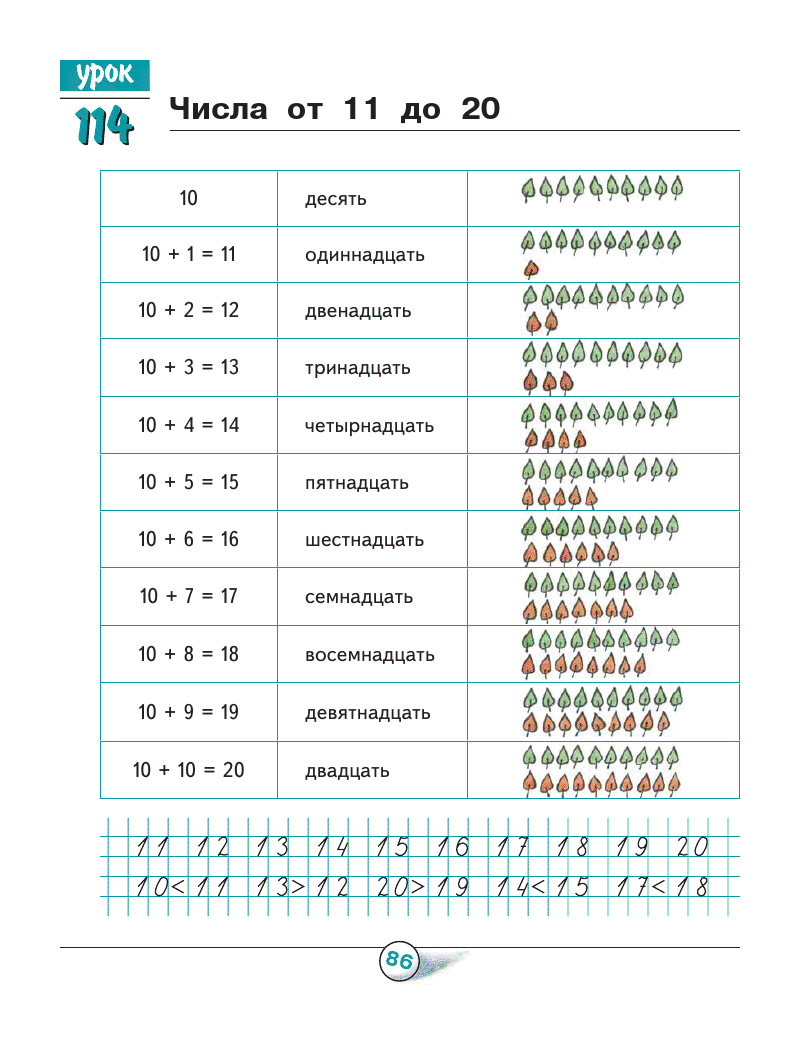 урок
114
Числа от 11 до 20
10 десять
10 + 1 = 11 одиннадцать
10 + 2 = 12 двенадцать
10 + 3 = 13 тринадцать
10 + 4 = 14 четырнадцать
10 + 5 = 15 пятнадцать
10 + 6 = 16 шестнадцать
10 + 7 = 17 семнадцать
10 + 8 = 18 восемнадцать
10 + 9 = 19 девятнадцать
10 + 10 = 20 двадцать
11 12 13 14 15 16 17 18 19 20
10<11 13>12 20>19 14<15 17<18
86